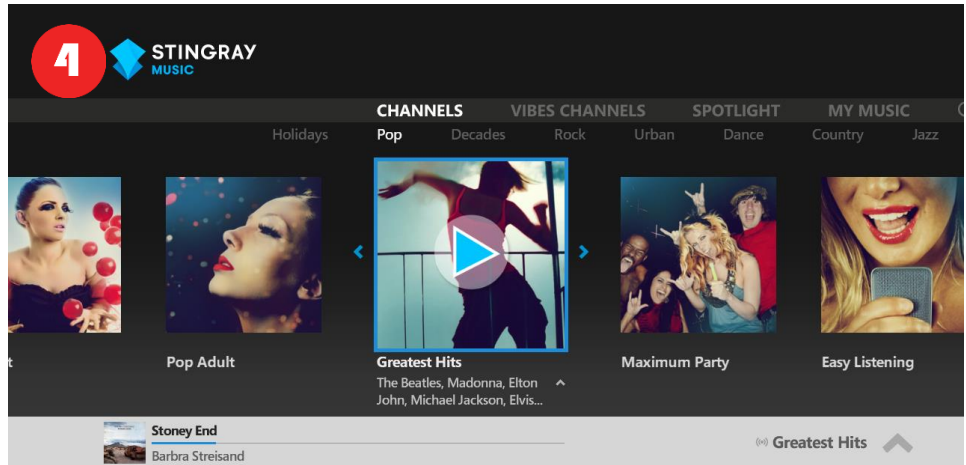 4
STINGRAY
MUSIC
CHANNELS VIBES CHANNELS SPOTLIGHT MY MUSIC
Holidays Pop Decades Rock Urban Dance Country Jazz
t Pop Adult Greatest Hits Maximum Party Easy Listening
The Beatles, Madonna, Elton
John, Michael Jackson, Elvis...
Stoney End
Barbra Streisand
Greatest Hits